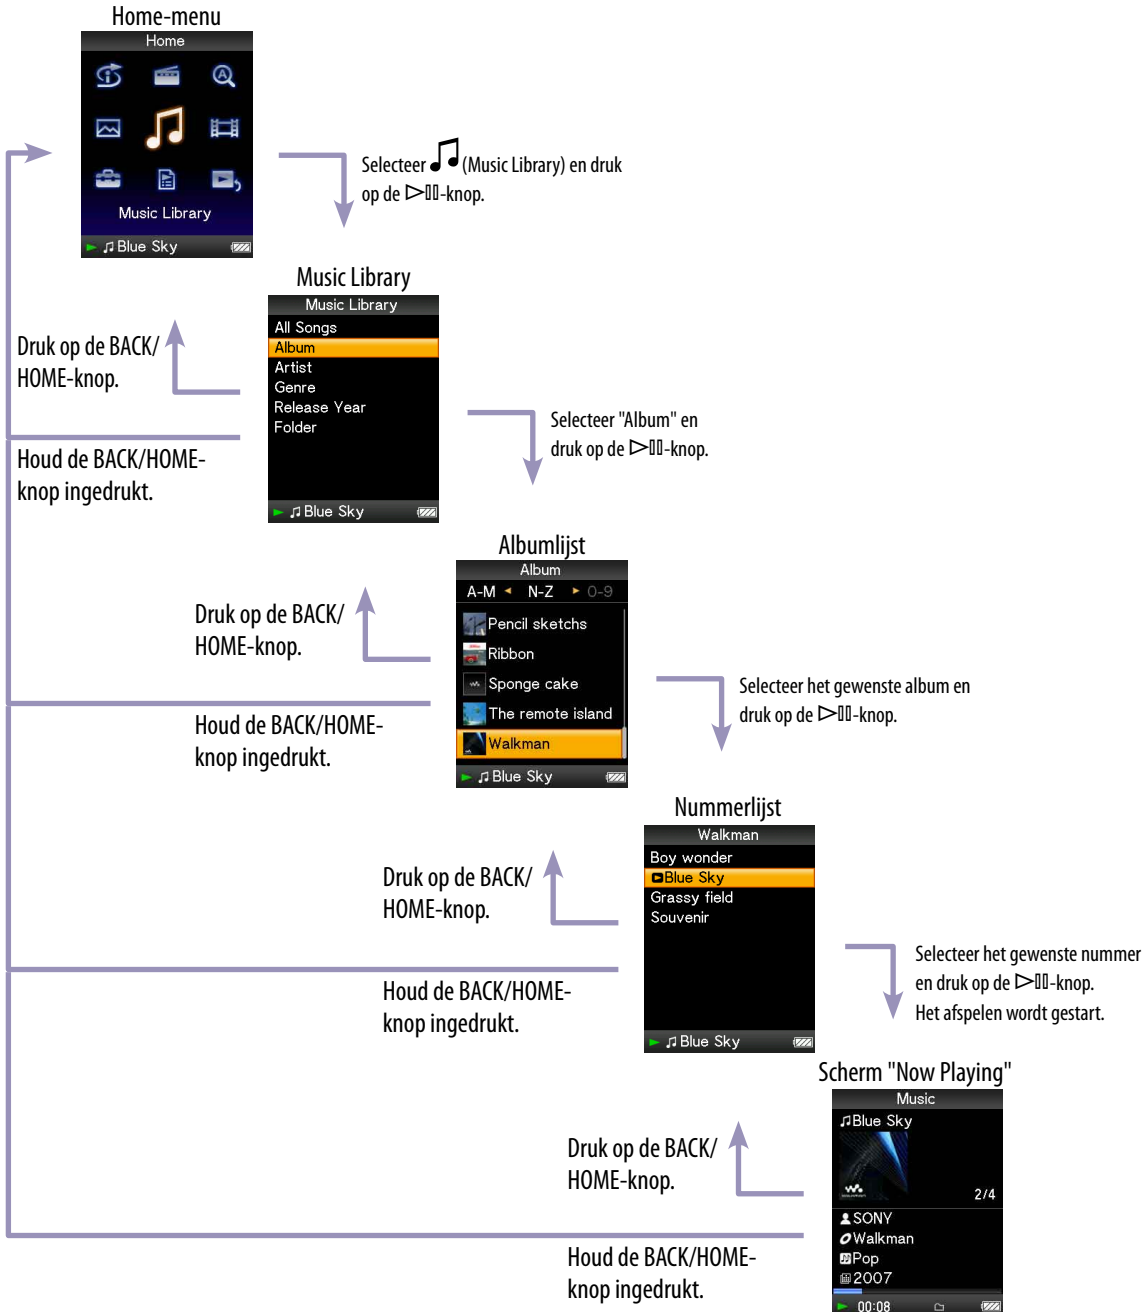 Home-menu
Home
Music Library
Blue Sky
Selecteer (Music Library) en druk
op de ▷II-knop.
Music Library
Music Library
All Songs
Album
Artist
Genre
Release Year
Folder
Blue Sky
Druk op de BACK/
HOME-knop.
Houd de BACK/HOME-
knop ingedrukt.
Selecteer "Album" en
druk op de ▷II-knop.
Albumlijst
Album
A-M ◄ N-Z ► 0-9
Pencil sketchs
Ribbon
Sponge cake
The remote island
Walkman
Blue Sky
Druk op de BACK/
HOME-knop.
Houd de BACK/HOME-
knop ingedrukt.
Selecteer het gewenste album en
druk op de ▷II-knop.
Nummerlijst
Walkman
Boy wonder
Blue Sky
Grassy field
Souvenir
Blue Sky
Druk op de BACK/
HOME-knop.
Houd de BACK/HOME-
knop ingedrukt.
Selecteer het gewenste nummer
en druk op de ▷II-knop.
Het afspelen wordt gestart.
Scherm "Now Playing"
Music
Blue Sky
2/4
SONY
Walkman
Pop
2007
00:08
Druk op de BACK/
HOME-knop.
Houd de BACK/HOME-
knop ingedrukt.